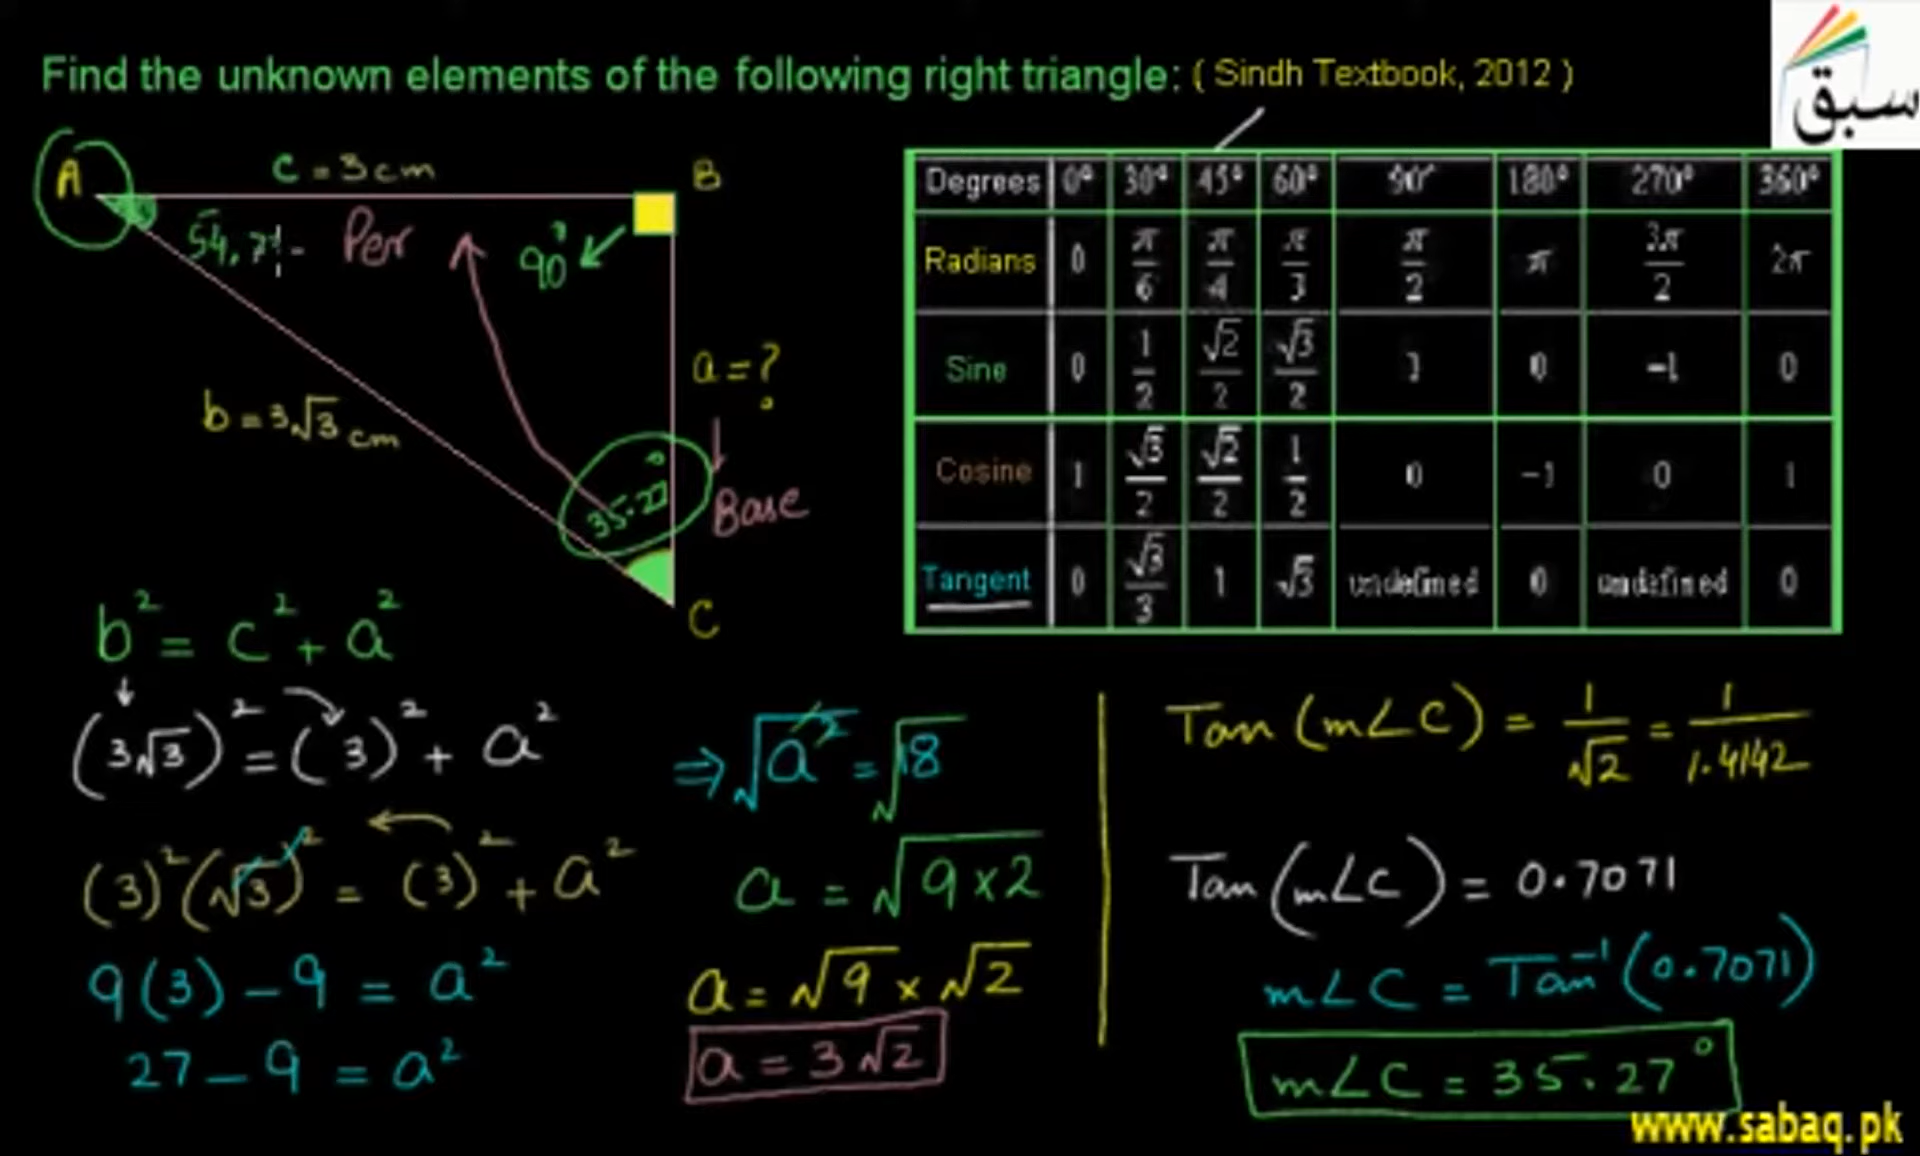 Find the unknown elements of the following right triangle: ( Sindh Textbook, 2012 )
سبق
A
c = 3 cm
B
54.7
Per
90°
a = ?
b = 3√3 cm
35.27°
Base
C
Degrees 0° 30° 45° 60° 90° 180° 270° 360°
Radians 0 π/6 π/4 π/3 π/2 π 3π/2 2π
Sine 0 1/2 √2/2 √3/2 1 0 -1 0
Cosine 1 √3/2 √2/2 1/2 0 -1 0 1
Tangent 0 √3/3 1 √3 undefined 0 undefined 0
b² = c² + a²
(3√3)² = (3)² + a²
(3)²(√3)² = (3)² + a²
9(3) - 9 = a²
27 - 9 = a²
⇒ √a² = √18
a = √9×2
a = √9 × √2
a = 3√2
Tan (m∠C) = 1/√2 = 1/1.4142
Tan (m∠C) = 0.7071
m∠C = Tan⁻¹(0.7071)
m∠C = 35.27°
www.sabaq.pk